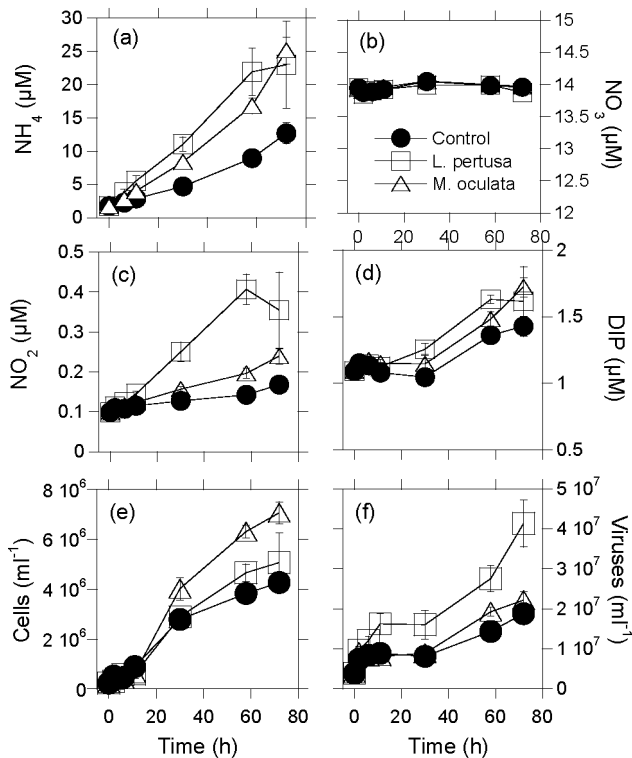 (a)
30
25
20
15
10
5
0
NH4 (µM)
(b)
15
14.5
14
13.5
13
12.5
12
NO3 (µM)
Control
L. pertusa
M. oculata
0 20 40 60 80
(c)
0.5
0.4
0.3
0.2
0.1
0
NO2 (µM)
(d)
2
1.5
1
0.5
DIP (µM)
(e)
8 10^6
6 10^6
4 10^6
2 10^6
0
Cells (ml-1)
(f)
5 10^7
4 10^7
3 10^7
2 10^7
1 10^7
0
Viruses (ml-1)
0 20 40 60 80
0 20 40 60 80
Time (h)
Time (h)